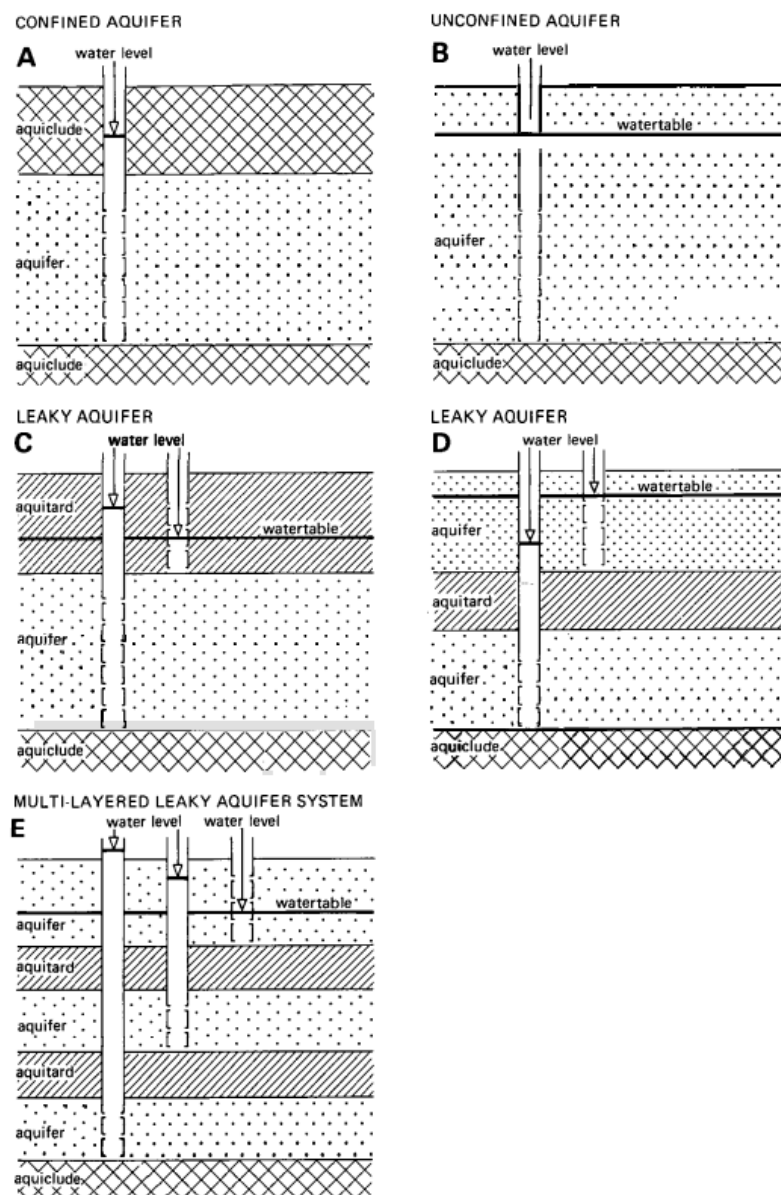 CONFINED AQUIFER
A
water level
aquiclude
aquifer
aquiclude
UNCONFINED AQUIFER
B
water level
watertable
aquifer
aquiclude
LEAKY AQUIFER
C
water level
aquitard
watertable
aquifer
aquiclude
LEAKY AQUIFER
D
water level
watertable
aquifer
aquitard
aquifer
aquiclude
MULTI-LAYERED LEAKY AQUIFER SYSTEM
E
water level water level
watertable
aquifer
aquitard
aquifer
aquitard
aquifer
aquiclude